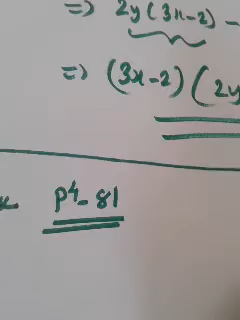 =) 2y(3x-2) -
=) (3x-2) (2y
p⁴- 81